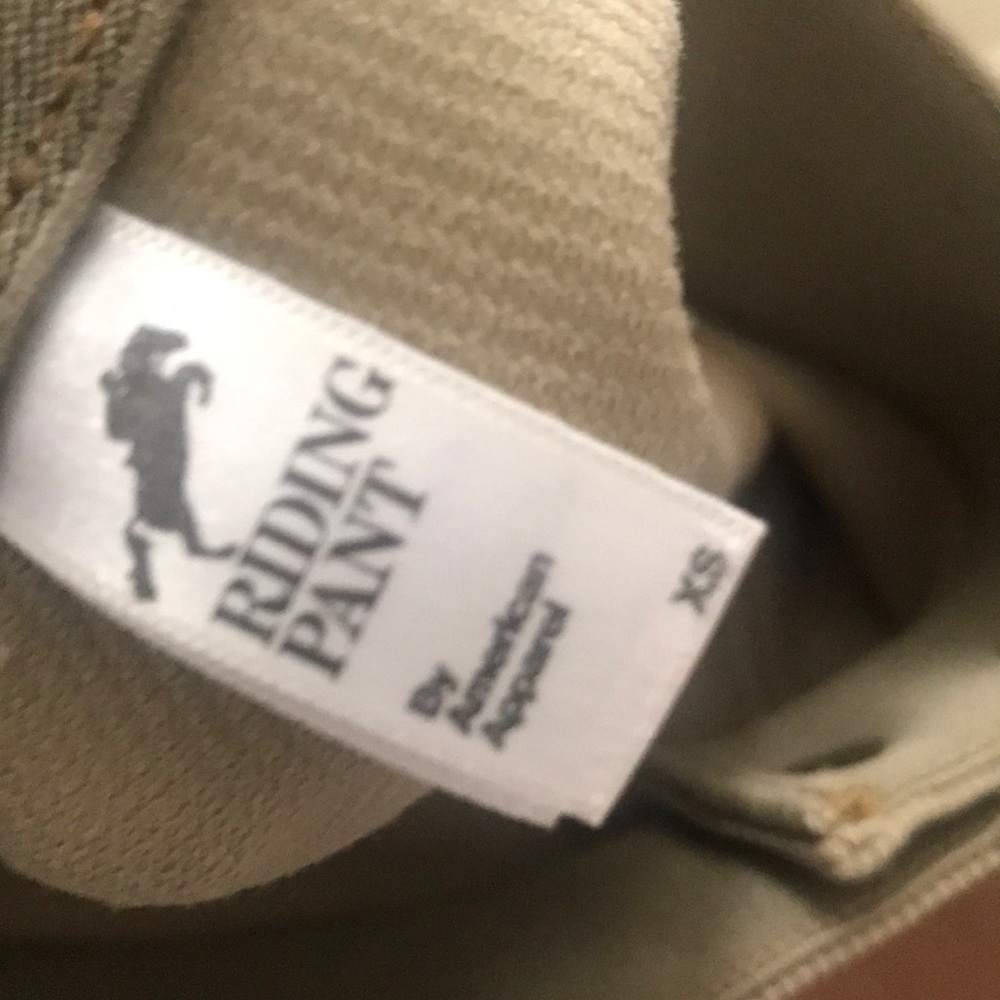 RIDING
PANT
By
American
Apparel
XS